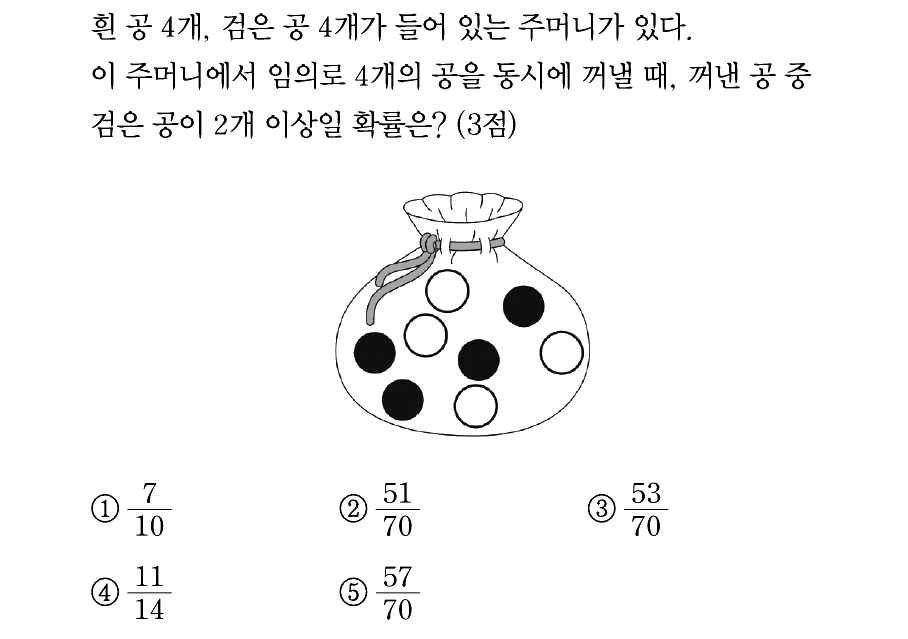 흰 공 4개, 검은 공 4개가 들어 있는 주머니가 있다.
이 주머니에서 임의로 4개의 공을 동시에 꺼낼 때, 꺼낸 공 중
검은 공이 2개 이상일 확률은? (3점)
① 7/10 ② 51/70 ③ 53/70
④ 11/14 ⑤ 57/70